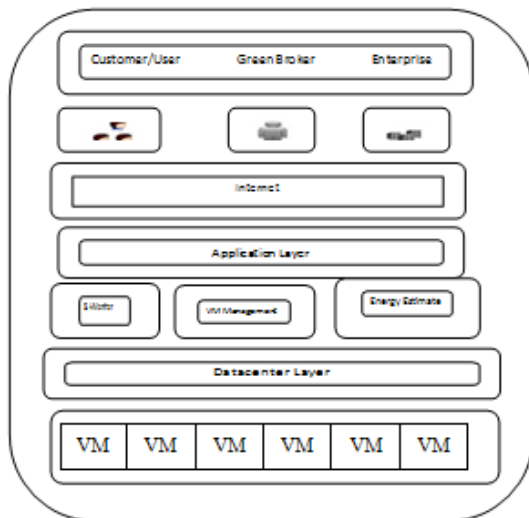 Customer/User Green Broker Enterprise
Internet
Application Layer
VM Management Energy Estimate
Datacenter Layer
VM VM VM VM VM VM